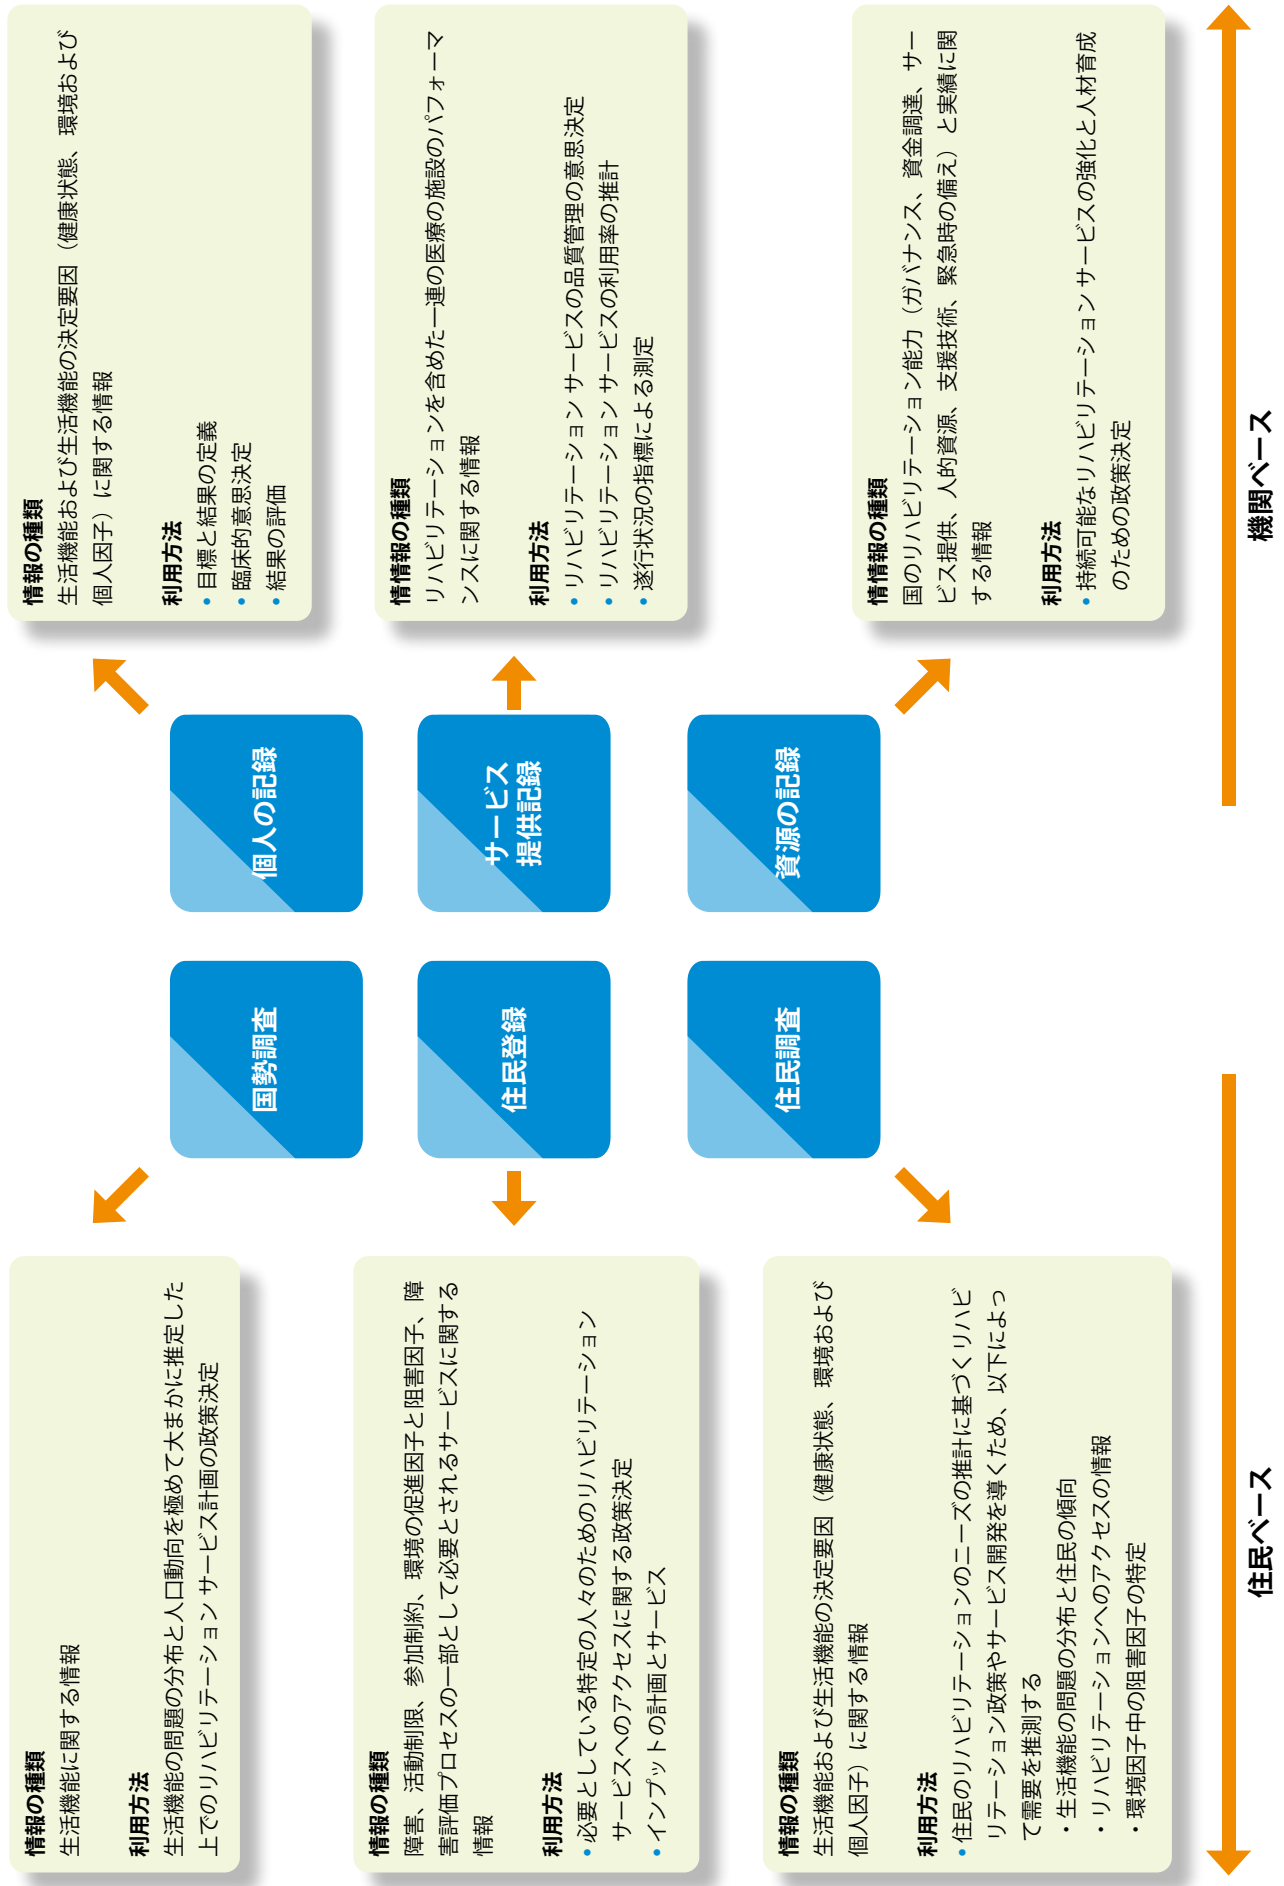 情報の種類
生活機能に関する情報
利用方法
生活機能の問題の分布と人口動向を極めて大まかに推定した
上でのリハビリテーション サービス計画の政策決定
情報の種類
障害、活動制限、参加制約、環境の促進因子と阻害因子、障
害評価プロセスの一部として必要とされるサービスに関する
情報
利用方法
• 必要としている特定の人々のためのリハビリテーション
サービスへのアクセスに関する政策決定
• インプットの計画とサービス
情報の種類
生活機能および生活機能の決定要因（健康状態、環境および
個人因子）に関する情報
利用方法
• 住民のリハビリテーションのニーズの推計に基づくリハビ
リテーション政策やサービス開発を導くため、以下によっ
て需要を推測する
・生活機能の問題の分布と住民の傾向
・リハビリテーションへのアクセスの情報
・環境因子中の阻害因子の特定
住民ベース
国勢調査
住民登録
住民調査
個人の記録
サービス
提供記録
資源の記録
情報の種類
生活機能および生活機能の決定要因（健康状態、環境および
個人因子）に関する情報
利用方法
• 目標と結果の定義
• 臨床的意思決定
• 結果の評価
情情報の種類
リハビリテーションを含めた一連の医療の施設のパフォーマ
ンスに関する情報
利用方法
• リハビリテーション サービスの品質管理の意思決定
• リハビリテーション サービスの利用率の推計
• 遂行状況の指標による測定
情情報の種類
国のリハビリテーション能力（ガバナンス、資金調達、サー
ビス提供、人的資源、支援技術、緊急時の備え）と実績に関
する情報
利用方法
• 持続可能なリハビリテーション サービスの強化と人材育成
のための政策決定
機関ベース